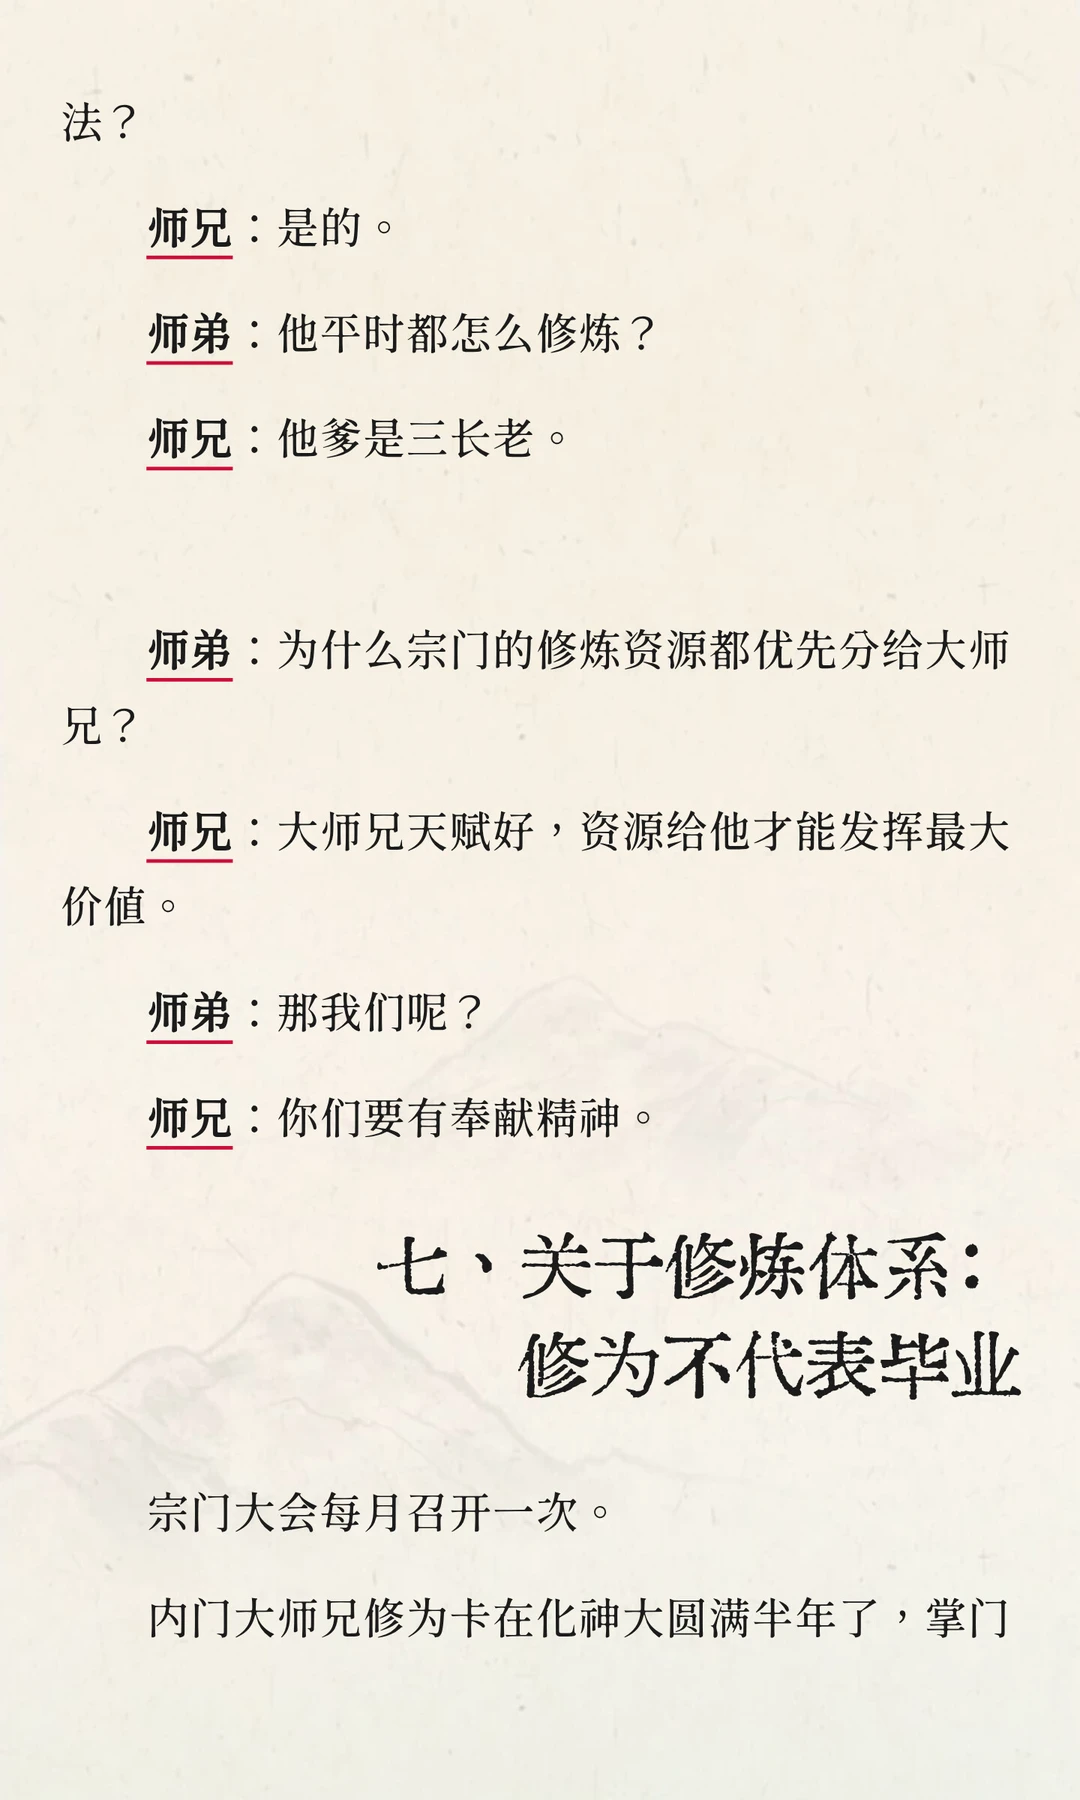 法？
师兄：是的。
师弟：他平时都怎么修炼？
师兄：他爹是三长老。
师弟：为什么宗门的修炼资源都优先分给大师
兄？
师兄：大师兄天赋好，资源给他才能发挥最大
价值。
师弟：那我们呢？
师兄：你们要有奉献精神。
七、关于修炼体系：
修为不代表毕业
宗门大会每月召开一次。
内门大师兄修为卡在化神大圆满半年了，掌门